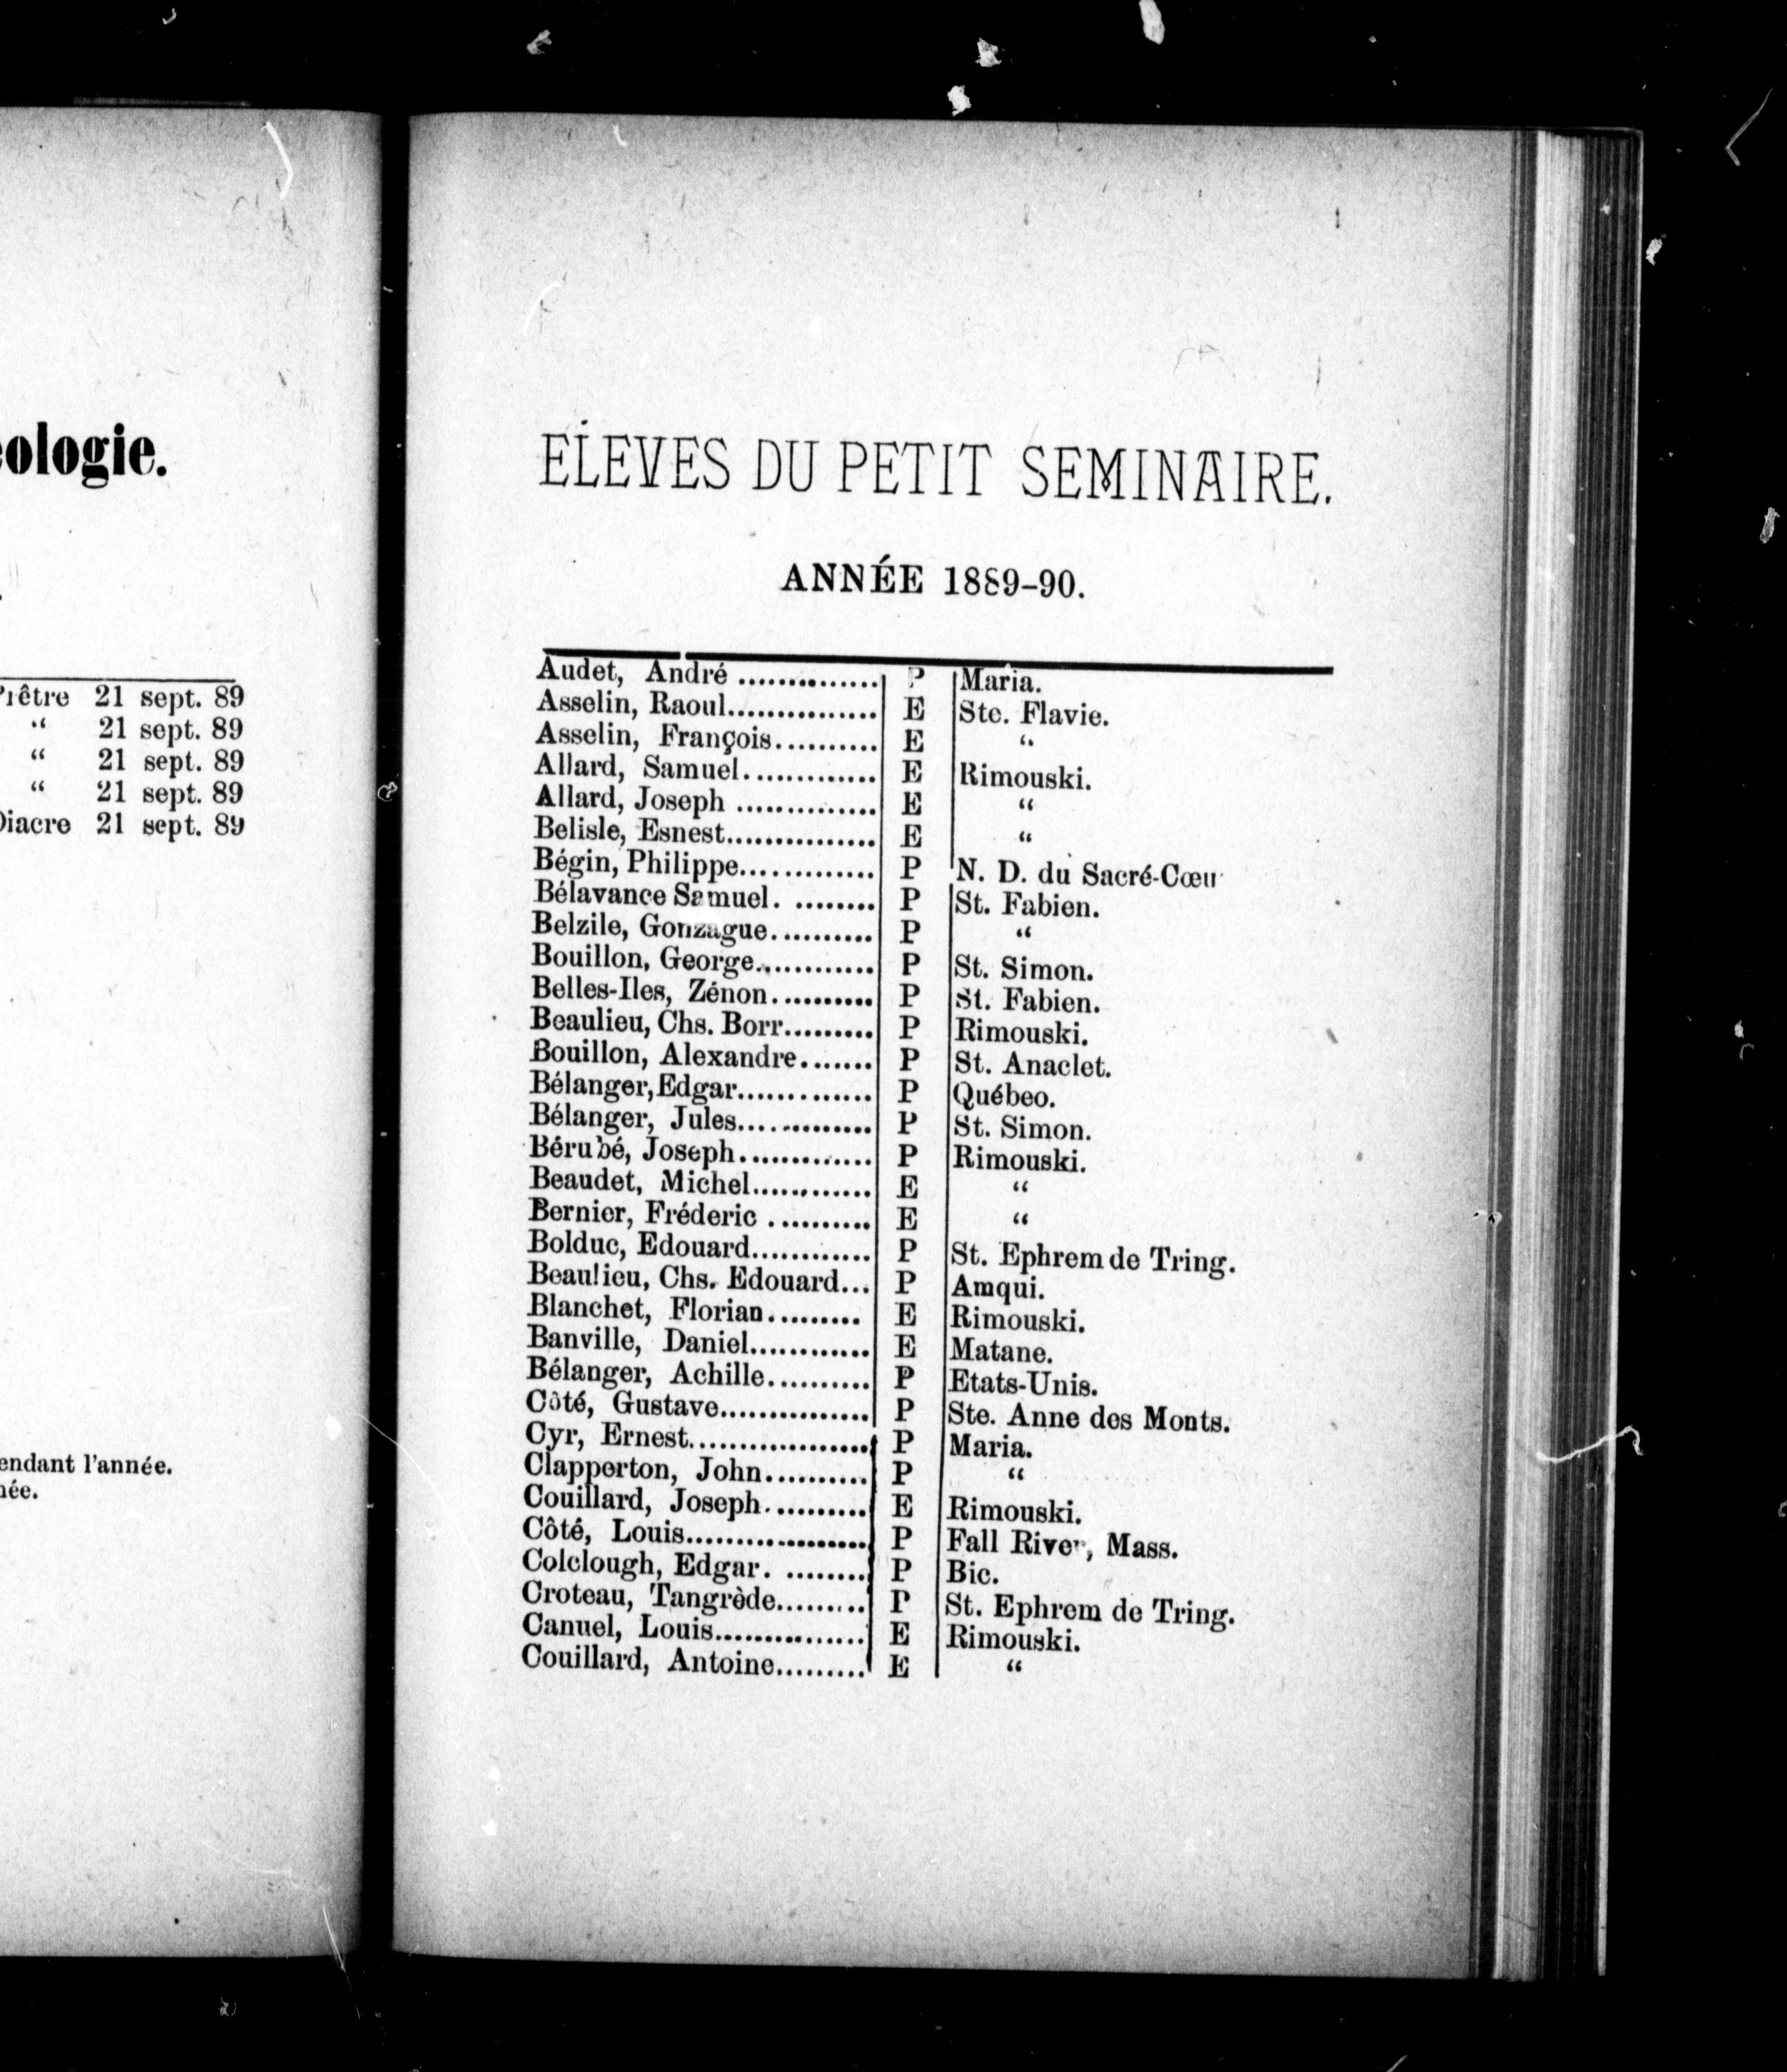 ologie.
21 sept. 89
“ 21 sept. 89
“ 21 sept. 89
“ 21 sept. 89
Diacre 21 sept. 89
endant l'année.
née.
ELEVES DU PETIT SEMINAIRE.
ANNÉE 1889-90.
Audet, André .............. P Maria.
Asselin, Raoul............... E Ste. Flavie.
Asselin, François.......... E “
Allard, Samuel............. E Rimouski.
Allard, Joseph .............. E “
Belisle, Esnest............... E “
Bégin, Philippe............. P N. D. du Sacré-Cœu
Bélavance Samuel. ........ P St. Fabien.
Belzile, Gonzague.......... P “
Bouillon, George............ P St. Simon.
Belles-Iles, Zénon.......... P St. Fabien.
Beaulieu, Chs. Borr......... P Rimouski.
Bouillon, Alexandre....... P St. Anaclet.
Bélanger, Edgar............. P Québeo.
Bélanger, Jules............. P St. Simon.
Bérubé, Joseph............. P Rimouski.
Beaudet, Michel............ E “
Bernier, Fréderic .......... E “
Bolduc, Edouard............ P St. Ephrem de Tring.
Beaulieu, Chs. Edouard... P Amqui.
Blanchet, Florian......... E Rimouski.
Banville, Daniel............ E Matane.
Bélanger, Achille.......... P Etats-Unis.
Côté, Gustave............... P Ste. Anne des Monts.
Cyr, Ernest.................. P Maria.
Clapperton, John.......... P “
Couillard, Joseph.......... E Rimouski.
Côté, Louis.................. P Fall River, Mass.
Colclough, Edgar. ........ P Bic.
Croteau, Tangrède......... P St. Ephrem de Tring.
Canuel, Louis............... E Rimouski.
Couillard, Antoine......... E “